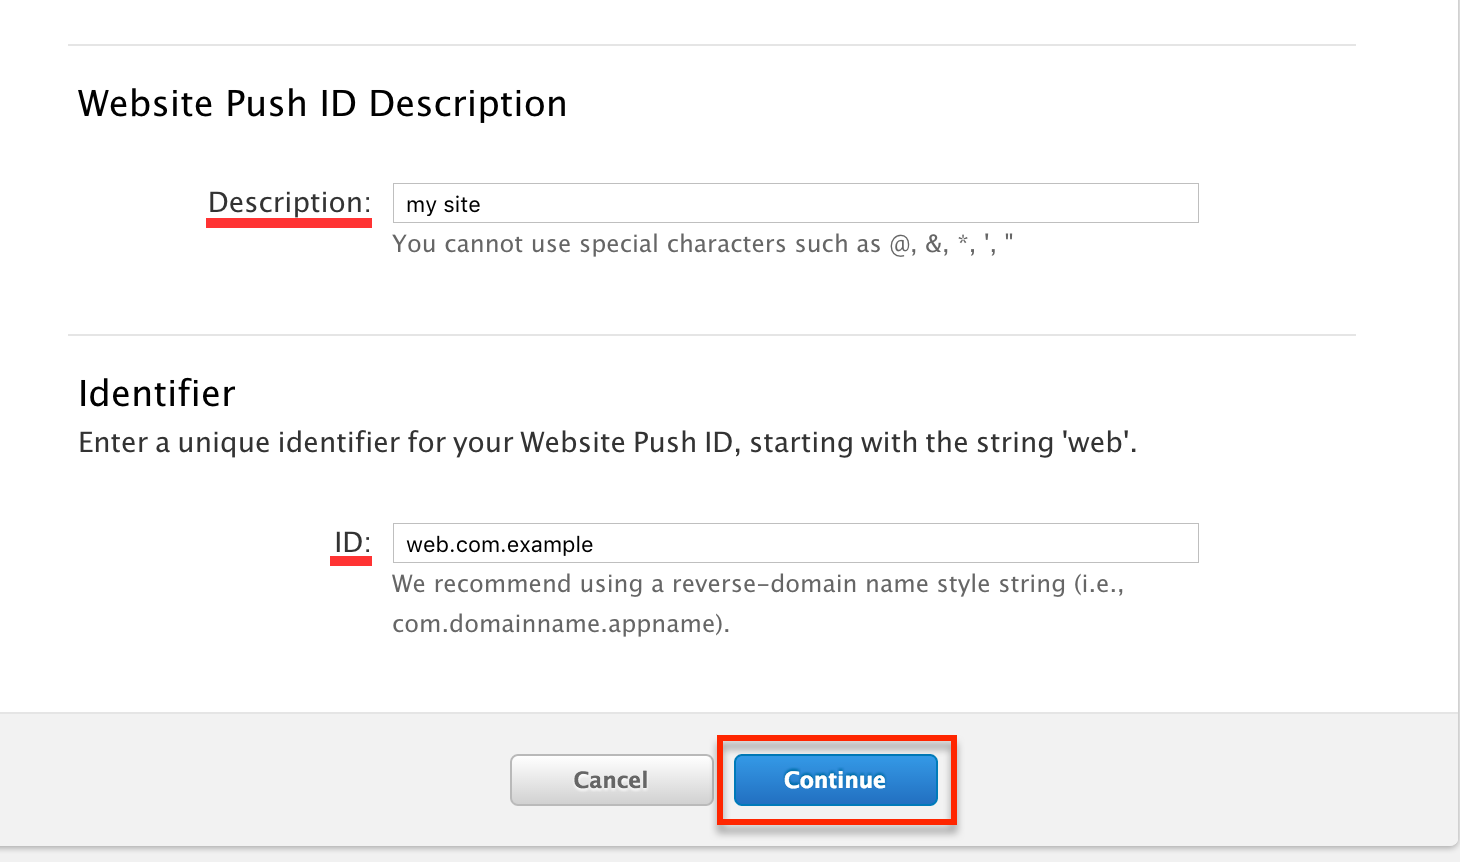 Website Push ID Description
Description: my site
You cannot use special characters such as @, &, *, ', "
Identifier
Enter a unique identifier for your Website Push ID, starting with the string 'web'.
ID: web.com.example
We recommend using a reverse-domain name style string (i.e.,
com.domainname.appname).
Cancel Continue